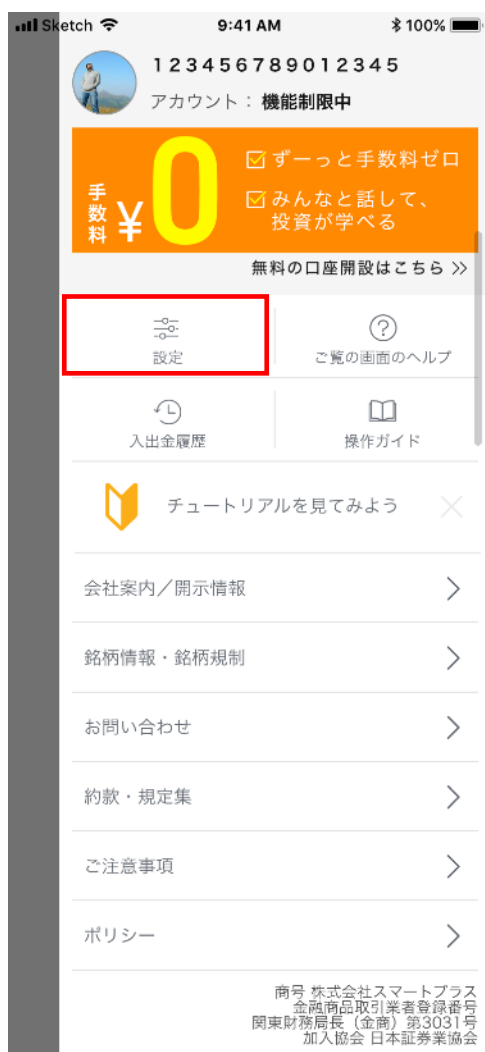 Sketch 9:41 AM 100%
123456789012345
アカウント：機能制限中
手数料 ¥0
ずーっと手数料ゼロ
みんなと話して、
投資が学べる
無料の口座開設はこちら >>
設定 ご覧の画面のヘルプ
入出金履歴 操作ガイド
チュートリアルを見てみよう
会社案内／開示情報
銘柄情報・銘柄規制
お問い合わせ
約款・規定集
ご注意事項
ポリシー
商号 株式会社スマートプラス
金融商品取引業者登録番号
関東財務局長（金商）第3031号
加入協会 日本証券業協会